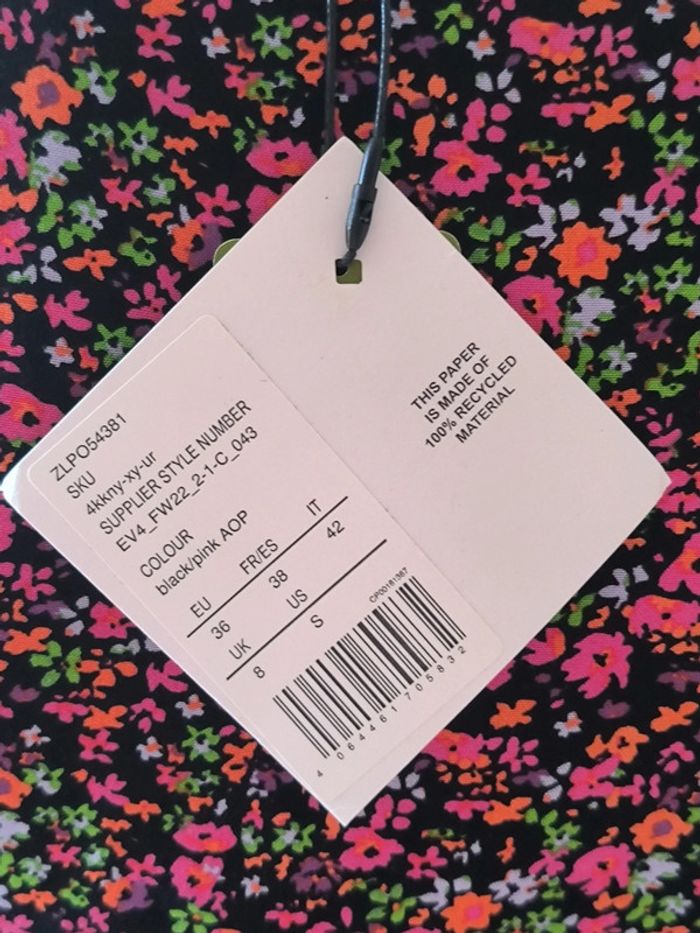 ZLPO54381
SKU
4kkny-xy-ur
SUPPLIER STYLE NUMBER
EV4_FW22_2-1-C_043
COLOUR
black/pink AOP
EU FR/ES IT
36 38 42
UK US
8 S
CP00181367
4 064461 705832
THIS PAPER
IS MADE OF
100% RECYCLED
MATERIAL